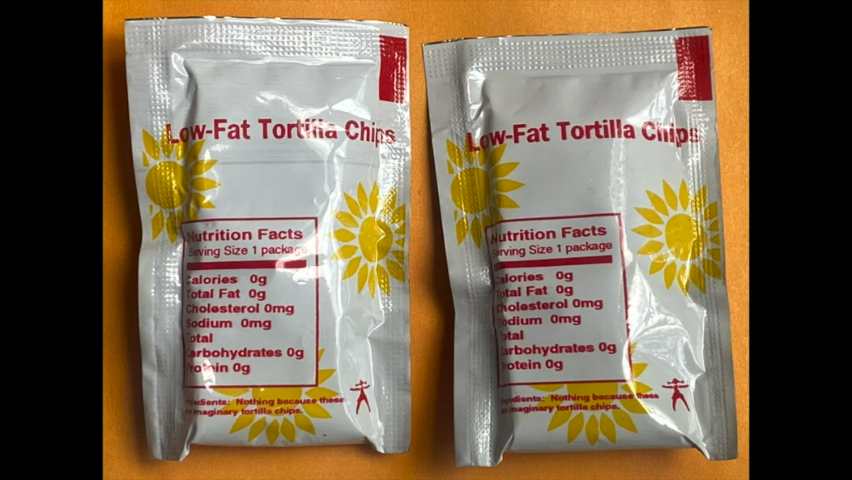 Low-Fat Tortilla Chips
Nutrition Facts
Serving Size 1 package
Calories 0g
Total Fat 0g
Cholesterol 0mg
Sodium 0mg
Total
Carbohydrates 0g
Protein 0g
Ingredients: Nothing because these
imaginary tortilla chips.
Low-Fat Tortilla Chips
Nutrition Facts
Serving Size 1 package
Calories 0g
Total Fat 0g
Cholesterol 0mg
Sodium 0mg
Total
Carbohydrates 0g
Protein 0g
Ingredients: Nothing because these
imaginary tortilla chips.